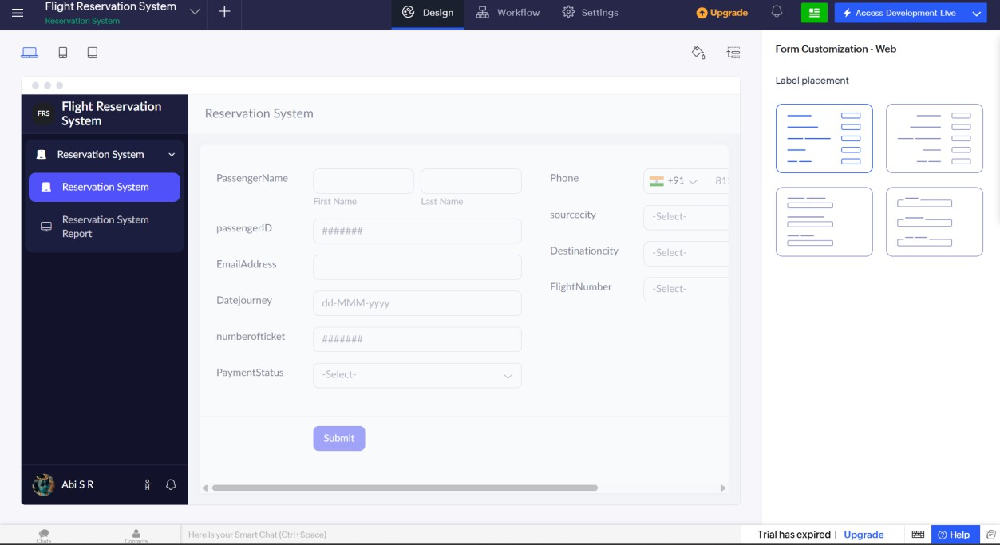 Flight Reservation System
Reservation System
Design
Workflow
Settings
Upgrade
Access Development Live
Form Customization - Web
Label placement
FRS
Flight Reservation
System
Reservation System
Reservation System
Reservation System
Report
Abi S R
Reservation System
PassengerName
First Name
Last Name
passengerID
#######
EmailAddress
Datejourney
dd-MMM-yyyy
numberofticket
#######
PaymentStatus
-Select-
Phone
+91
sourcecity
-Select-
Destinationcity
-Select-
FlightNumber
-Select-
Submit
Chats
Contacts
Here is your Smart Chat (Ctrl+Space)
Trial has expired |
Upgrade
Help